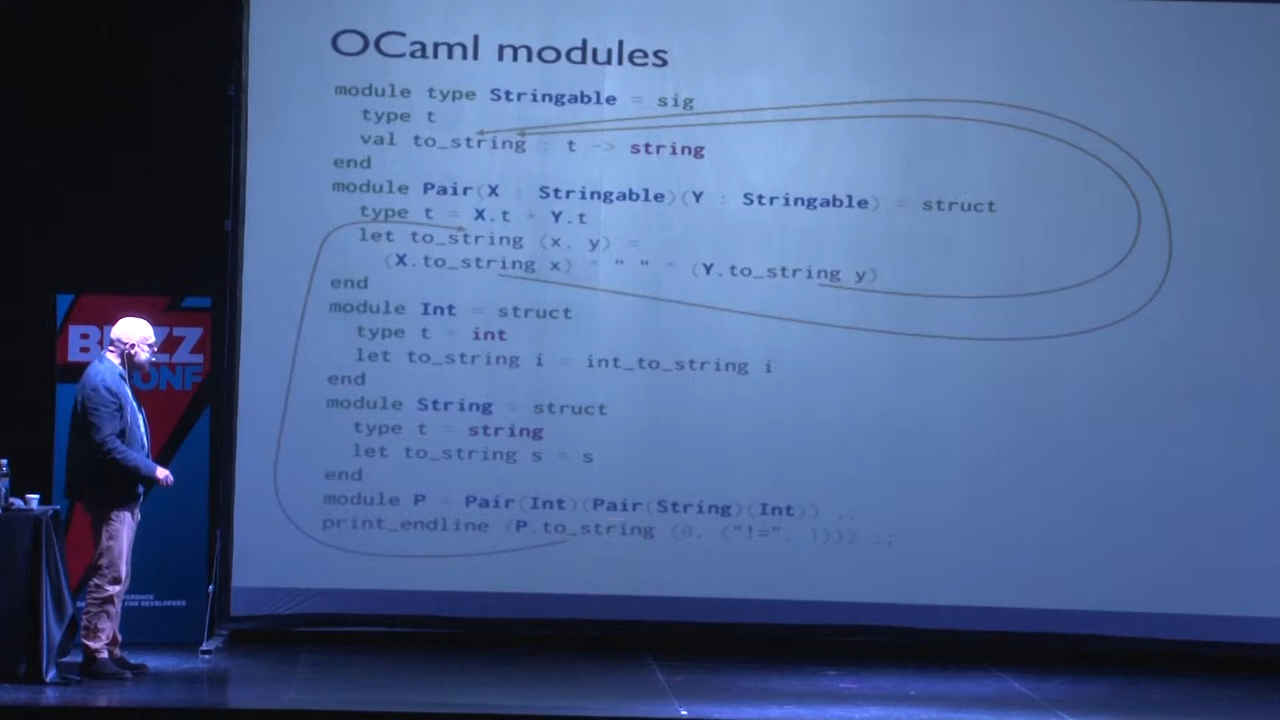 OCaml modules
module type Stringable = sig
type t
val to_string : t -> string
end
module Pair(X : Stringable)(Y : Stringable) = struct
type t = X.t * Y.t
let to_string (x, y) =
(X.to_string x) ^ " " ^ (Y.to_string y)
end
module Int = struct
type t = int
let to_string i = int_to_string i
end
module String = struct
type t = string
let to_string s = s
end
module P = Pair(Int)(Pair(String)(Int)) ;;
print_endline (P.to_string (0, ("!=", 1))) ;;
FOR DEVELOPERS